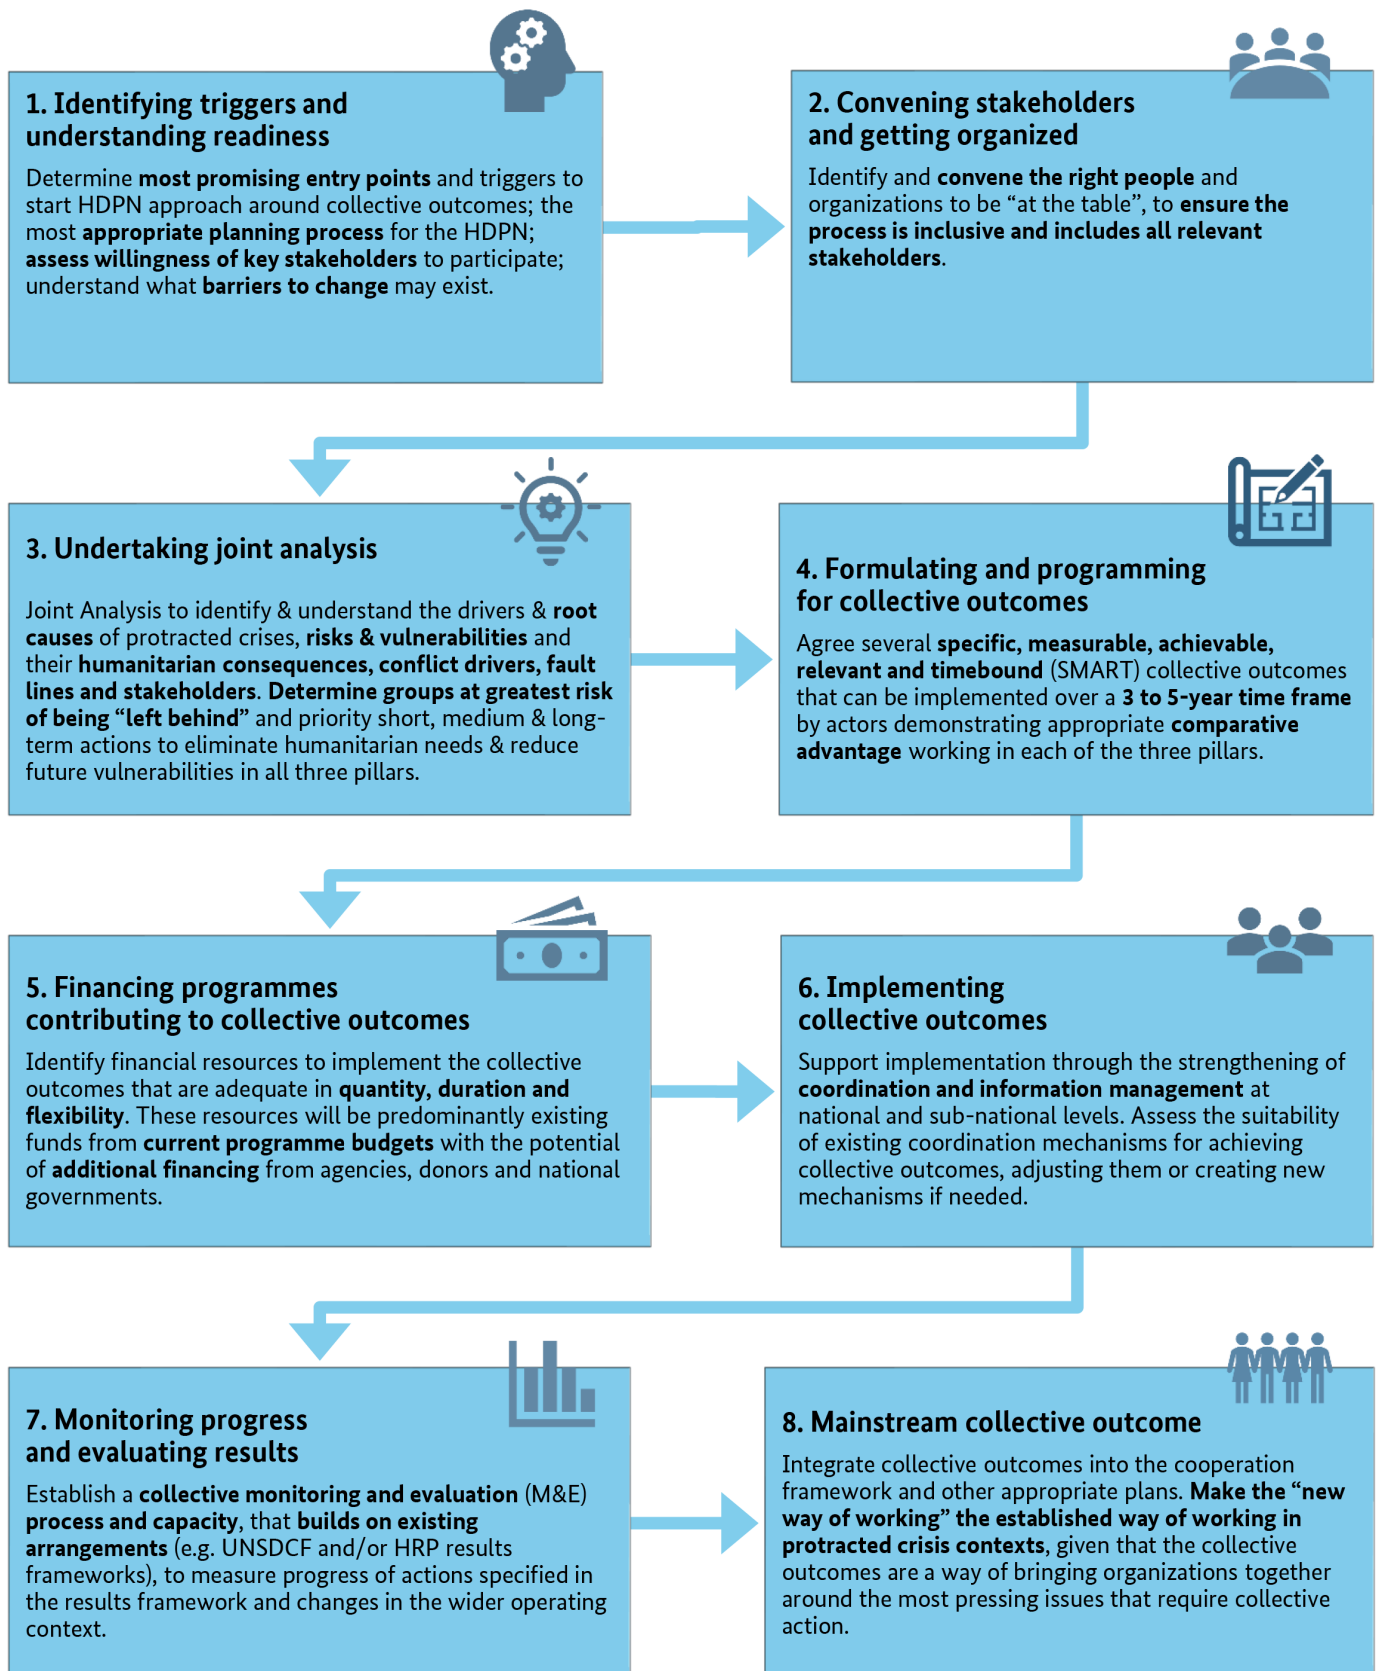 1. Identifying triggers and
understanding readiness
Determine most promising entry points and triggers to
start HDPN approach around collective outcomes; the
most appropriate planning process for the HDPN;
assess willingness of key stakeholders to participate;
understand what barriers to change may exist.
2. Convening stakeholders
and getting organized
Identify and convene the right people and
organizations to be “at the table”, to ensure the
process is inclusive and includes all relevant
stakeholders.
3. Undertaking joint analysis
Joint Analysis to identify & understand the drivers & root
causes of protracted crises, risks & vulnerabilities and
their humanitarian consequences, conflict drivers, fault
lines and stakeholders. Determine groups at greatest risk
of being “left behind” and priority short, medium & long-
term actions to eliminate humanitarian needs & reduce
future vulnerabilities in all three pillars.
4. Formulating and programming
for collective outcomes
Agree several specific, measurable, achievable,
relevant and timebound (SMART) collective outcomes
that can be implemented over a 3 to 5-year time frame
by actors demonstrating appropriate comparative
advantage working in each of the three pillars.
5. Financing programmes
contributing to collective outcomes
Identify financial resources to implement the collective
outcomes that are adequate in quantity, duration and
flexibility. These resources will be predominantly existing
funds from current programme budgets with the potential
of additional financing from agencies, donors and national
governments.
6. Implementing
collective outcomes
Support implementation through the strengthening of
coordination and information management at
national and sub-national levels. Assess the suitability
of existing coordination mechanisms for achieving
collective outcomes, adjusting them or creating new
mechanisms if needed.
7. Monitoring progress
and evaluating results
Establish a collective monitoring and evaluation (M&E)
process and capacity, that builds on existing
arrangements (e.g. UNSDCF and/or HRP results
frameworks), to measure progress of actions specified in
the results framework and changes in the wider operating
context.
8. Mainstream collective outcome
Integrate collective outcomes into the cooperation
framework and other appropriate plans. Make the “new
way of working” the established way of working in
protracted crisis contexts, given that the collective
outcomes are a way of bringing organizations together
around the most pressing issues that require collective
action.